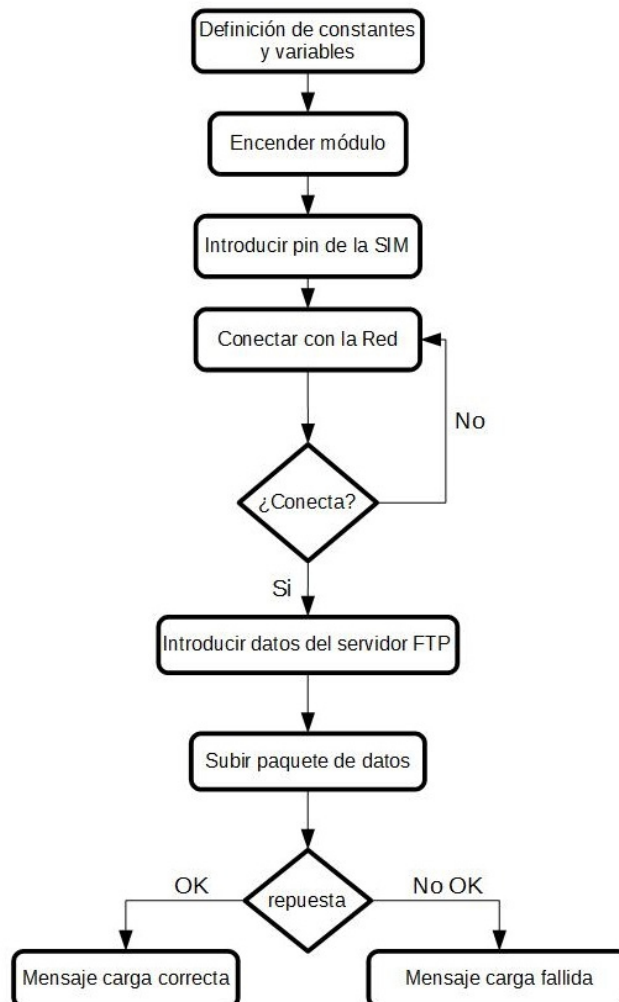 Definición de constantes
y variables
Encender módulo
Introducir pin de la SIM
Conectar con la Red
No
¿Conecta?
Si
Introducir datos del servidor FTP
Subir paquete de datos
OK
No OK
repuesta
Mensaje carga correcta
Mensaje carga fallida